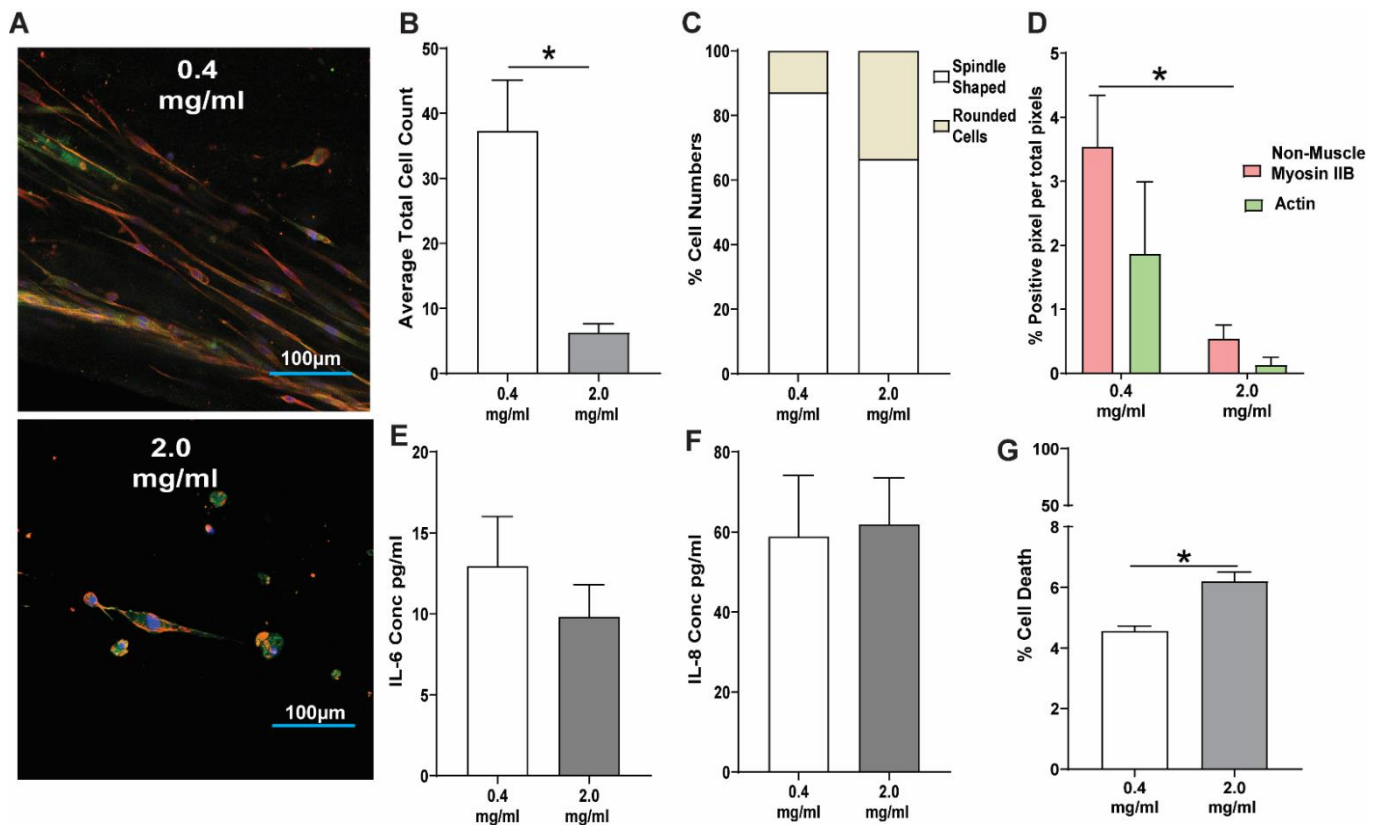 A
0.4
mg/ml
100µm
2.0
mg/ml
100µm
B
Average Total Cell Count
50
40
30
20
10
0
*
0.4
mg/ml
2.0
mg/ml
C
% Cell Numbers
100
80
60
40
20
0
Spindle
Shaped
Rounded
Cells
0.4
mg/ml
2.0
mg/ml
D
% Positive pixel per total pixels
5
4
3
2
1
0
*
Non-Muscle
Myosin IIB
Actin
0.4
mg/ml
2.0
mg/ml
E
IL-6 Conc pg/ml
20
15
10
5
0
0.4
mg/ml
2.0
mg/ml
F
IL-8 Conc pg/ml
80
60
40
20
0
0.4
mg/ml
2.0
mg/ml
G
% Cell Death
100
50
8
6
4
2
0
*
0.4
mg/ml
2.0
mg/ml